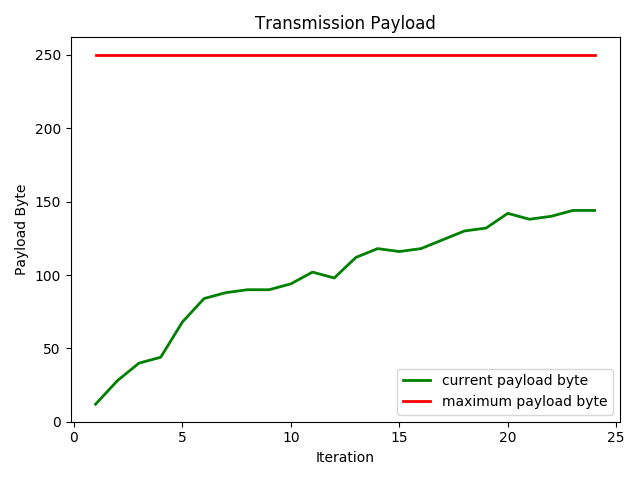 Transmission Payload
250
200
150
100
50
0
Payload Byte
0 5 10 15 20 25
Iteration
current payload byte
maximum payload byte